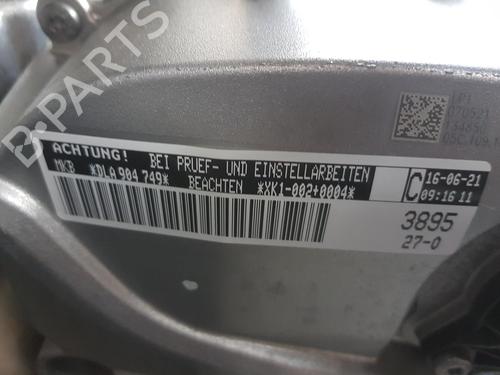 B-PARTS
ACHTUNG! BEI PRUEF- UND EINSTELLARBEITEN
MKB *DLA 904 749* BEACHTEN *XK1-002+0004*
C
16-06-21
09:16 11
3895
27-0